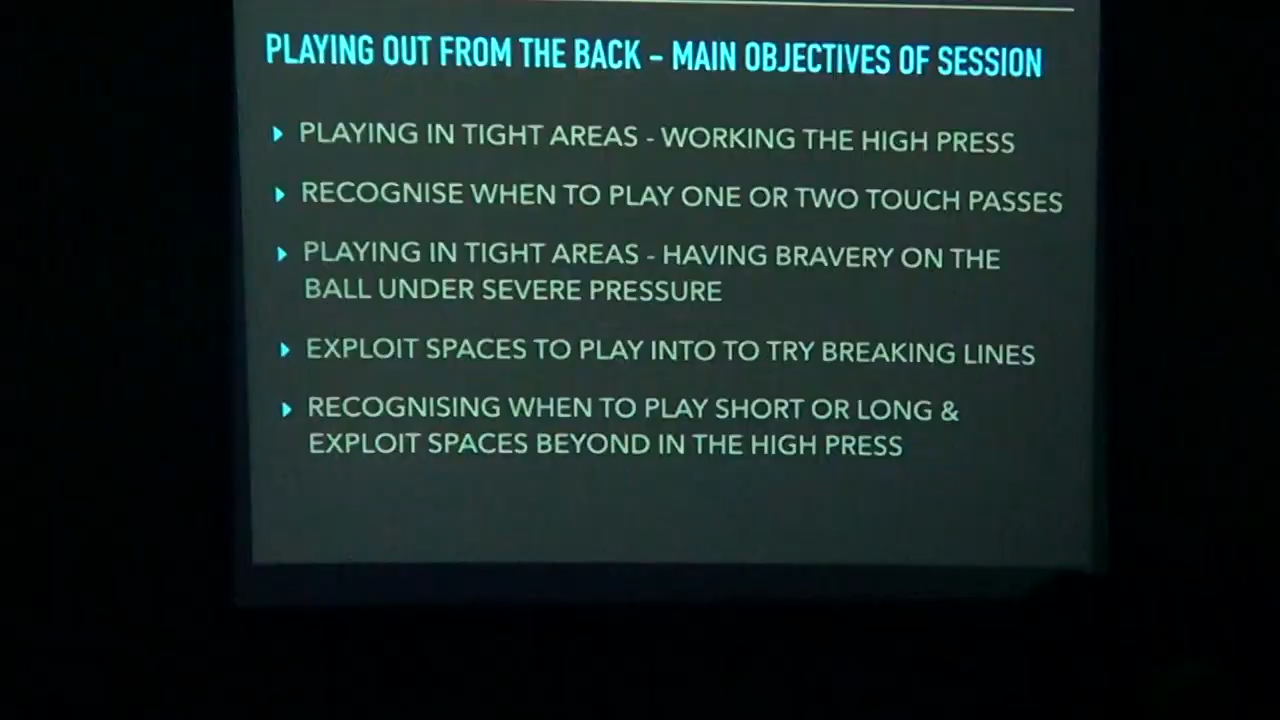 PLAYING OUT FROM THE BACK – MAIN OBJECTIVES OF SESSION
PLAYING IN TIGHT AREAS - WORKING THE HIGH PRESS
RECOGNISE WHEN TO PLAY ONE OR TWO TOUCH PASSES
PLAYING IN TIGHT AREAS - HAVING BRAVERY ON THE
BALL UNDER SEVERE PRESSURE
EXPLOIT SPACES TO PLAY INTO TO TRY BREAKING LINES
RECOGNISING WHEN TO PLAY SHORT OR LONG &
EXPLOIT SPACES BEYOND IN THE HIGH PRESS